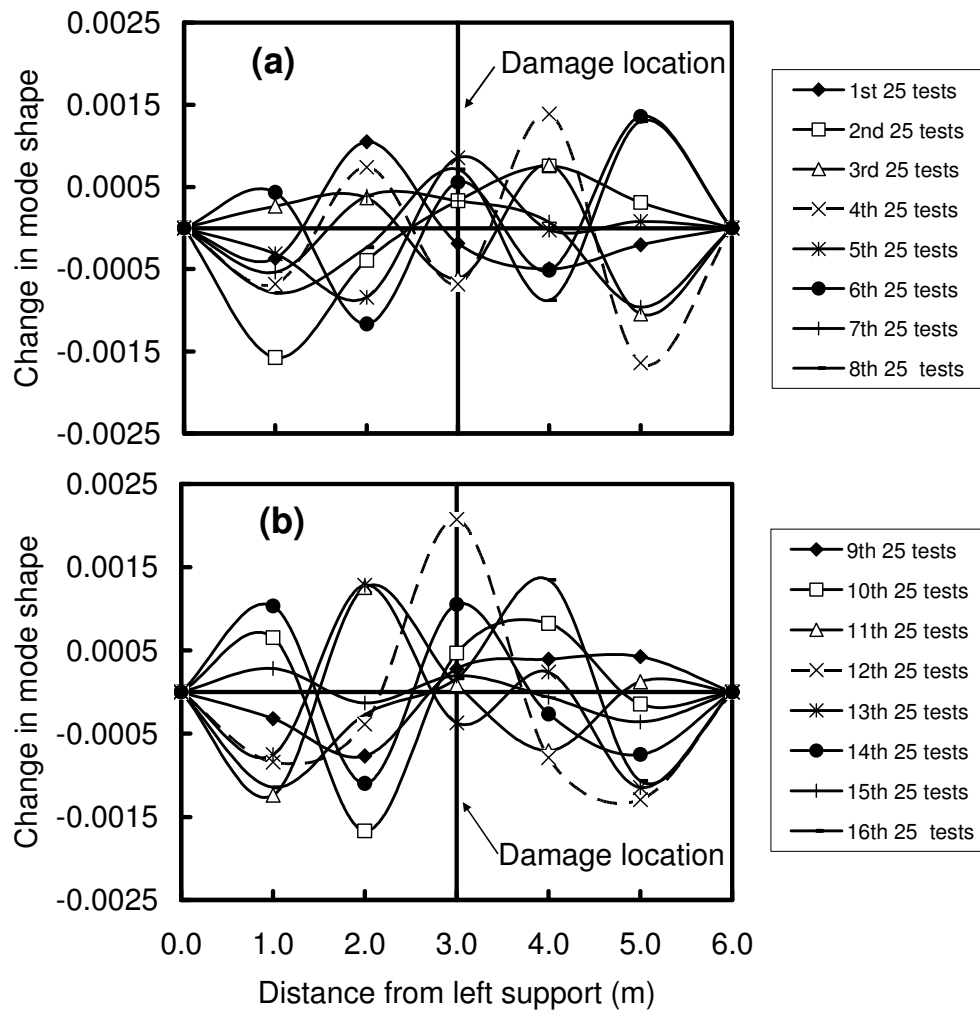 0.0025
0.0015
0.0005
-0.0005
-0.0015
-0.0025
Change in mode shape
(a)
Damage location
1st 25 tests
2nd 25 tests
3rd 25 tests
4th 25 tests
5th 25 tests
6th 25 tests
7th 25 tests
8th 25 tests
0.0025
0.0015
0.0005
-0.0005
-0.0015
-0.0025
Change in mode shape
(b)
Damage location
9th 25 tests
10th 25 tests
11th 25 tests
12th 25 tests
13th 25 tests
14th 25 tests
15th 25 tests
16th 25 tests
0.0 1.0 2.0 3.0 4.0 5.0 6.0
Distance from left support (m)